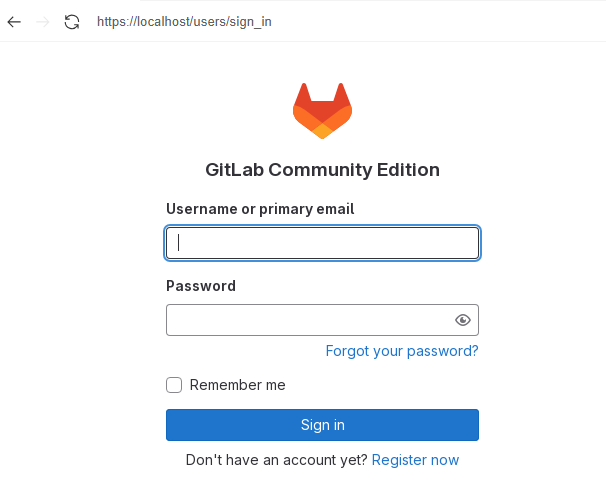 https://localhost/users/sign_in
GitLab Community Edition
Username or primary email
Password
Forgot your password?
Remember me
Sign in
Don't have an account yet? Register now